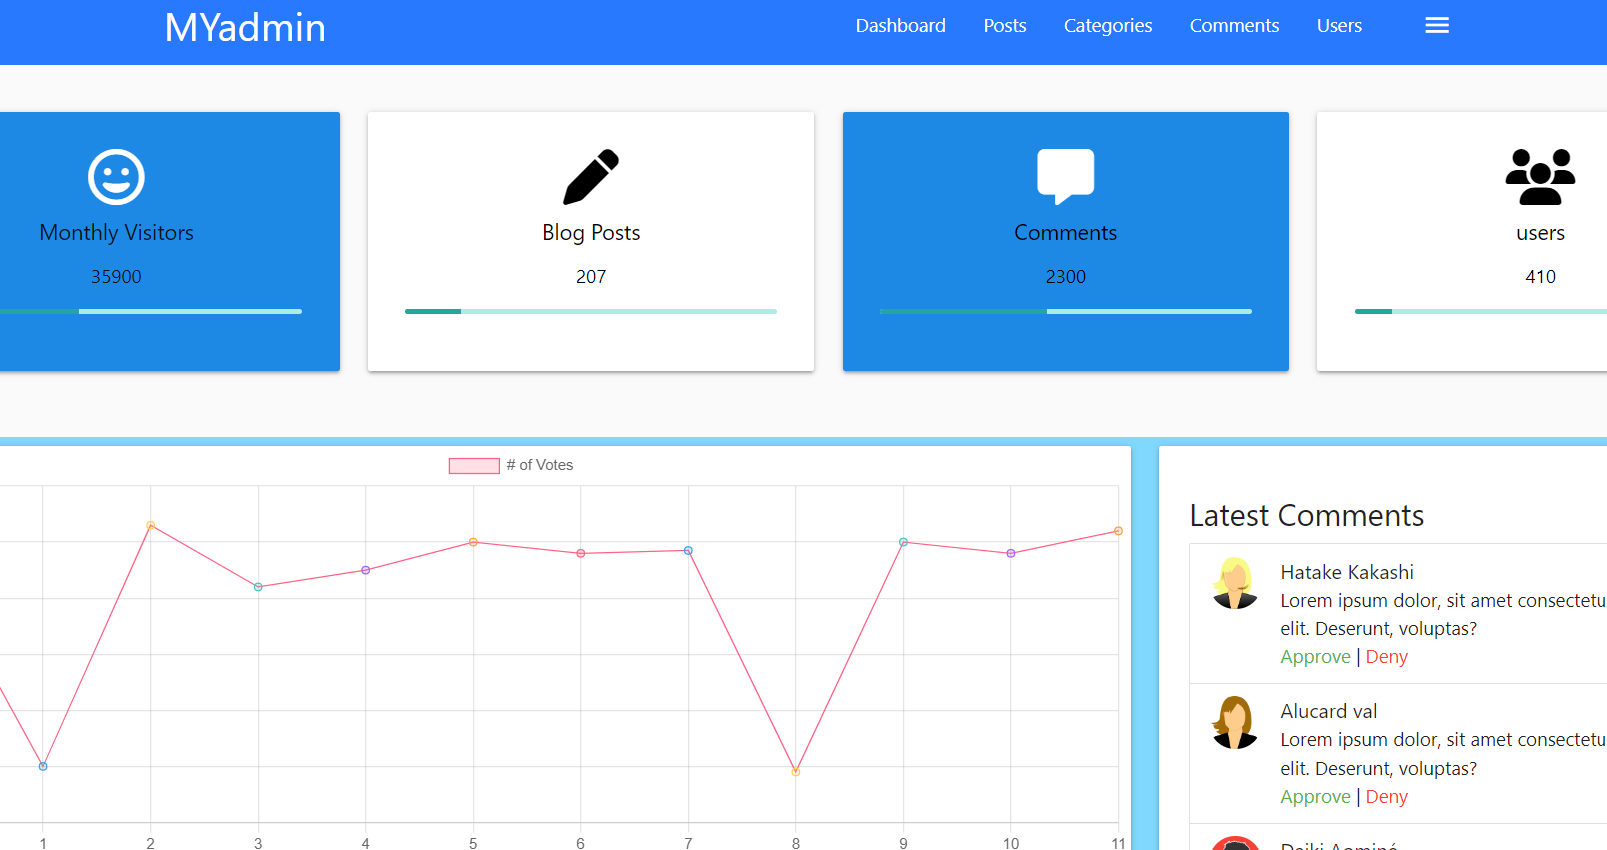 MYadmin
Dashboard Posts Categories Comments Users
Monthly Visitors
35900
Blog Posts
207
Comments
2300
users
410
# of Votes
1 2 3 4 5 6 7 8 9 10 11
Latest Comments
Hatake Kakashi
Lorem ipsum dolor, sit amet consectetu
elit. Deserunt, voluptas?
Approve | Deny
Alucard val
Lorem ipsum dolor, sit amet consectetu
elit. Deserunt, voluptas?
Approve | Deny
Daiki Aominé